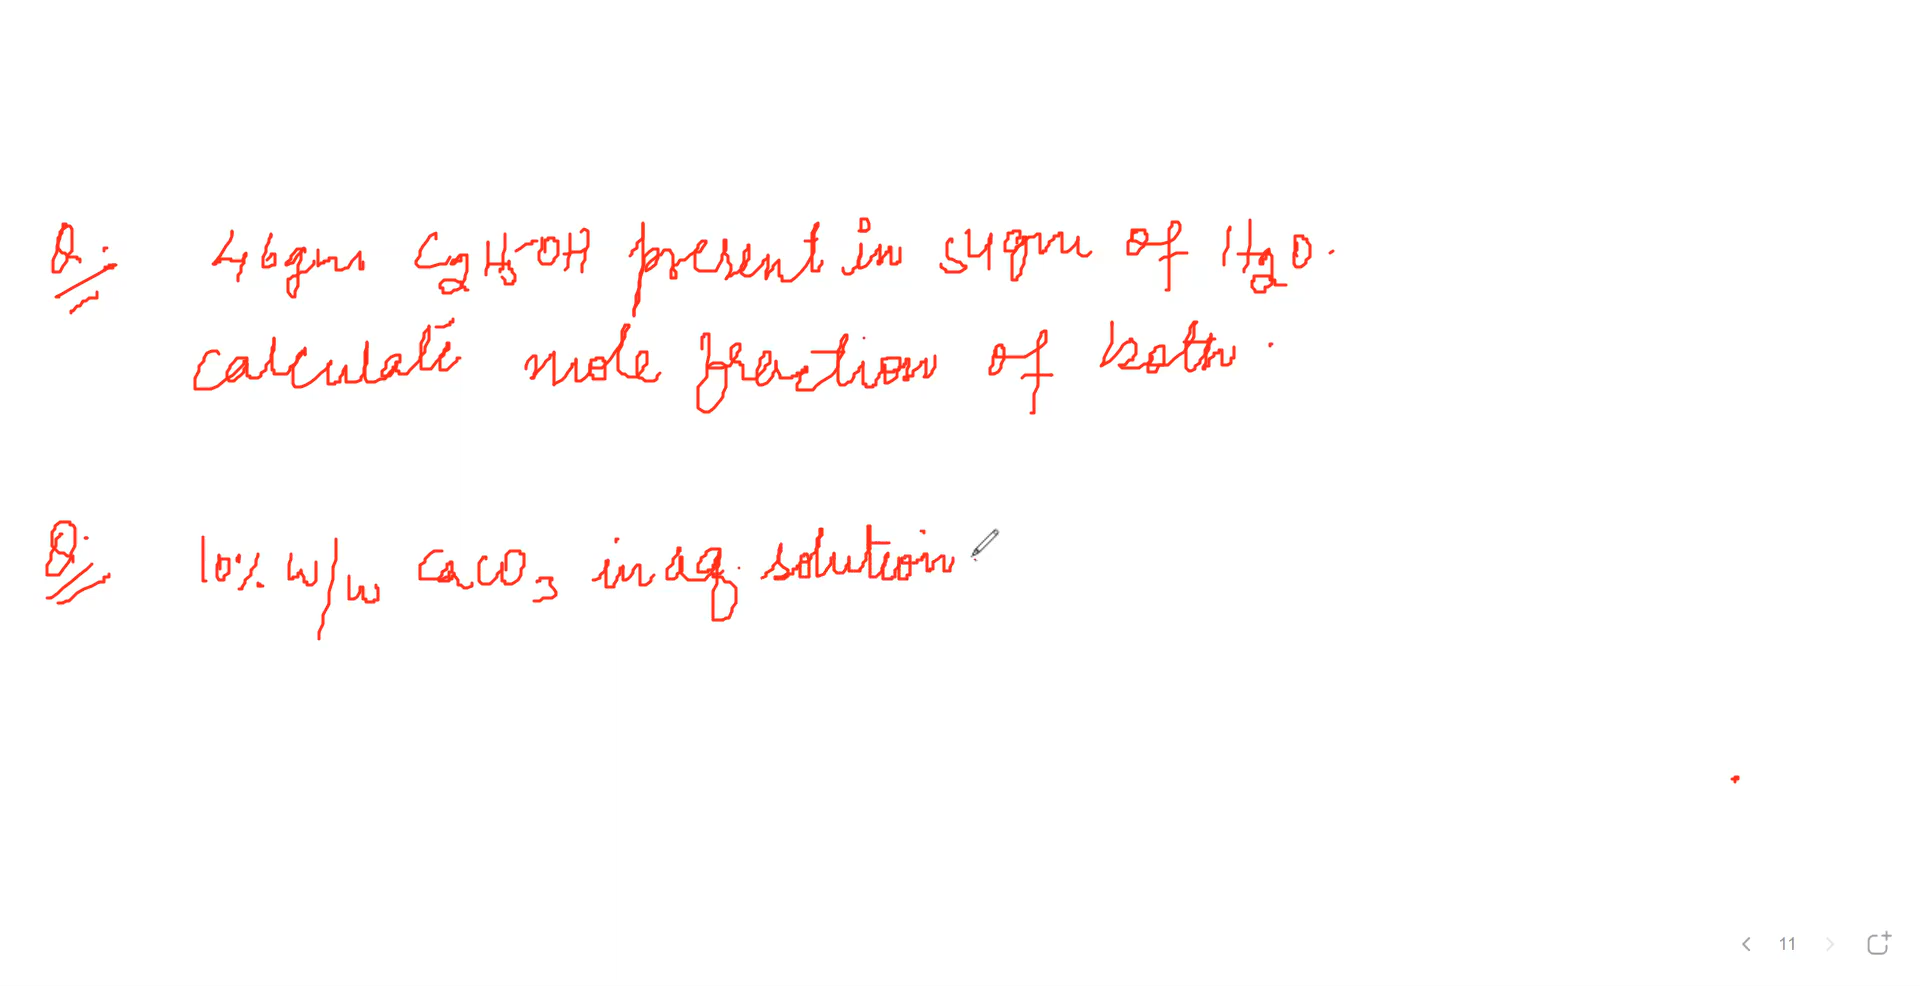 Q. 46gm C2H5-OH present in 54gm of H2O.
calculate mole fraction of both.
Q. 10% w/w CaCO3 in aq. solution
11